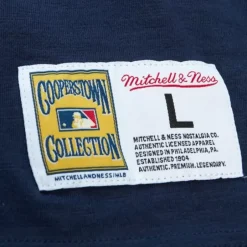 COOPERSTOWN
COLLECTION
MITCHELLANDNESS/MLB
Mitchell & Ness
L
MITCHELL & NESS NOSTALGIA CO.
AUTHENTIC LICENSED APPAREL
DESIGNED IN PHILADELPHIA, PA.
ESTABLISHED 1904
AUTHENTIC. PREMIUM. LEGENDARY.